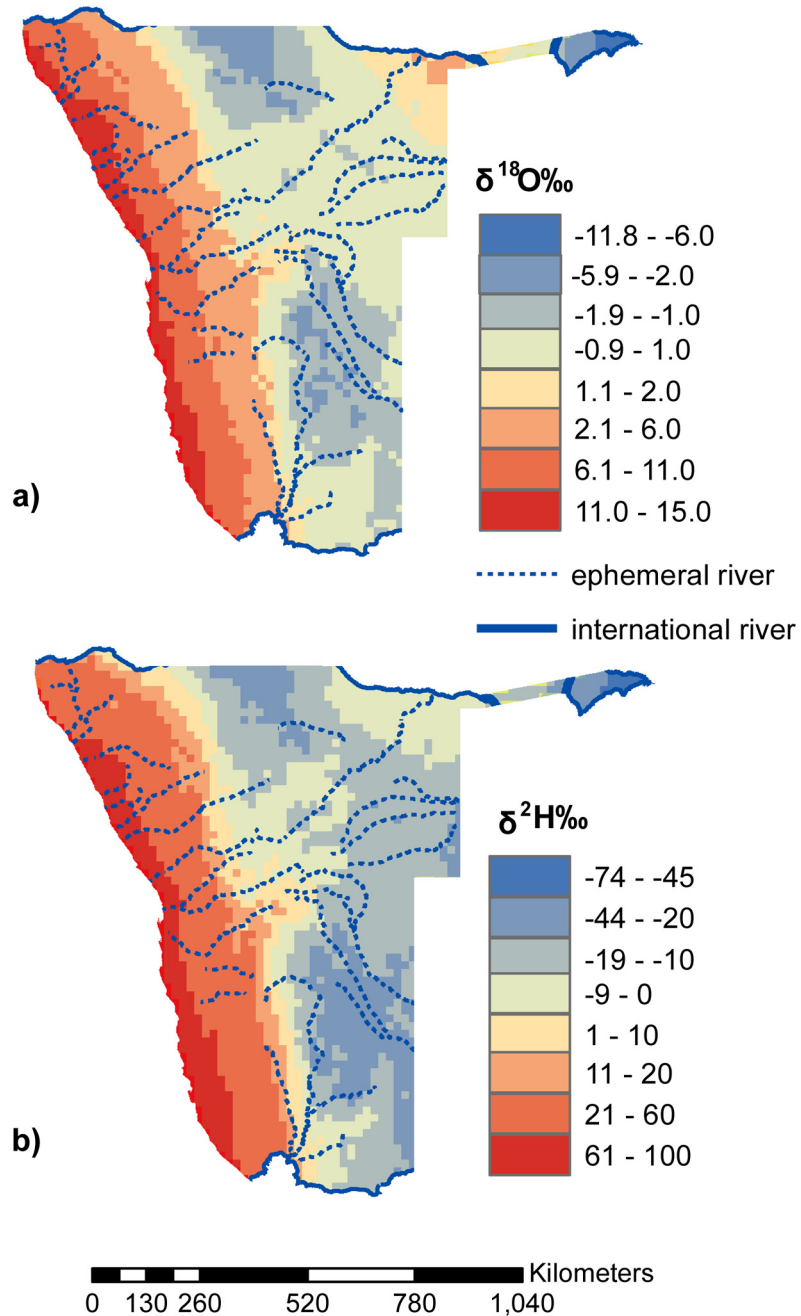 δ¹⁸O‰
-11.8 - -6.0
-5.9 - -2.0
-1.9 - -1.0
-0.9 - 1.0
1.1 - 2.0
2.1 - 6.0
6.1 - 11.0
11.0 - 15.0
a)
ephemeral river
international river
δ²H‰
-74 - -45
-44 - -20
-19 - -10
-9 - 0
1 - 10
11 - 20
21 - 60
61 - 100
b)
Kilometers
0 130 260 520 780 1,040